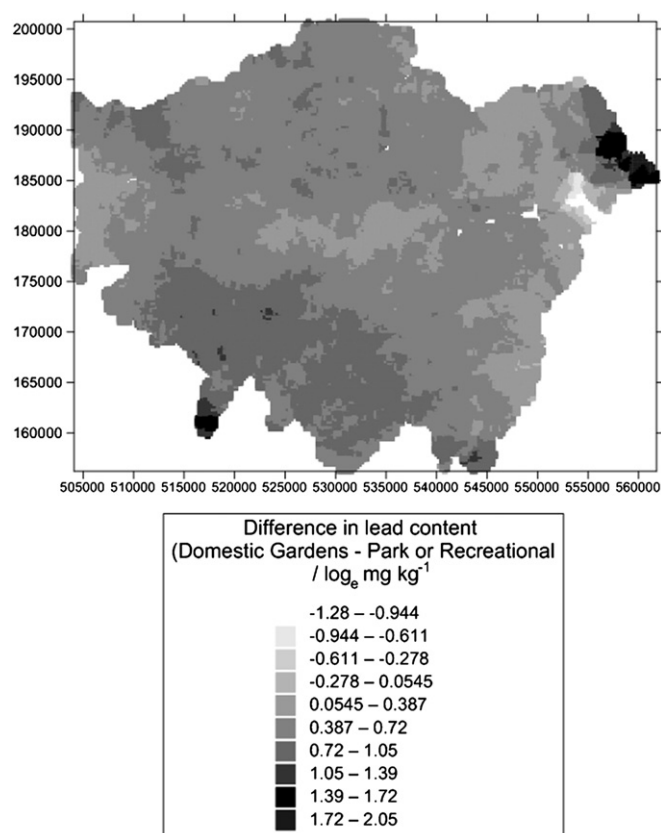 200000
195000
190000
185000
180000
175000
170000
165000
160000
505000 510000 515000 520000 525000 530000 535000 540000 545000 550000 555000 560000
Difference in lead content
(Domestic Gardens - Park or Recreational
/ logₑ mg kg⁻¹
-1.28 – -0.944
-0.944 – -0.611
-0.611 – -0.278
-0.278 – 0.0545
0.0545 – 0.387
0.387 – 0.72
0.72 – 1.05
1.05 – 1.39
1.39 – 1.72
1.72 – 2.05